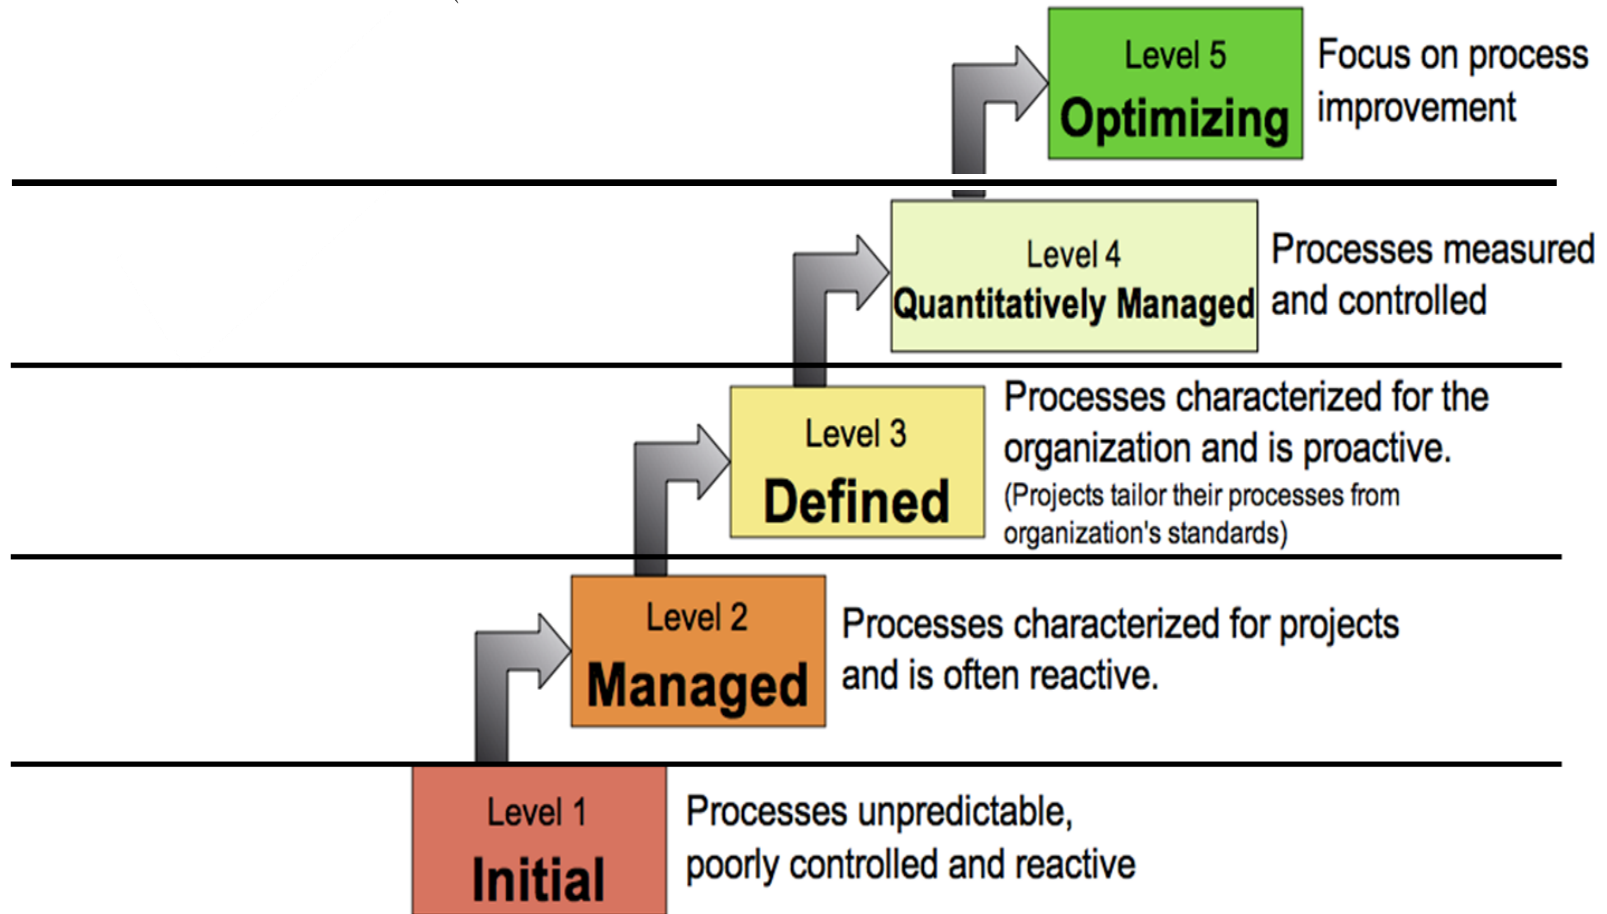 Level 5
Optimizing
Focus on process
improvement
Level 4
Quantitatively Managed
Processes measured
and controlled
Level 3
Defined
Processes characterized for the
organization and is proactive.
(Projects tailor their processes from
organization's standards)
Level 2
Managed
Processes characterized for projects
and is often reactive.
Level 1
Initial
Processes unpredictable,
poorly controlled and reactive